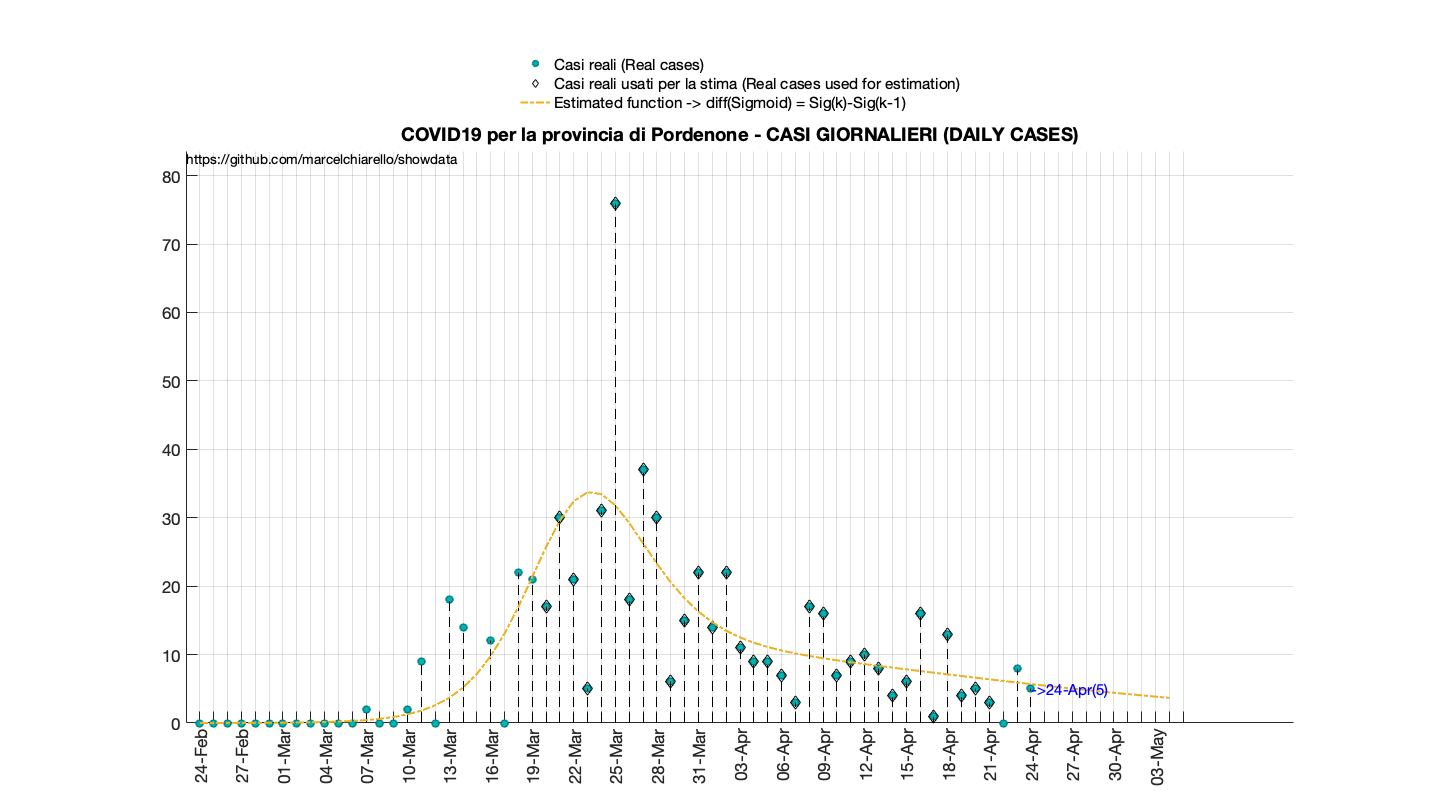 Casi reali (Real cases)
Casi reali usati per la stima (Real cases used for estimation)
Estimated function -> diff(Sigmoid) = Sig(k)-Sig(k-1)
COVID19 per la provincia di Pordenone - CASI GIORNALIERI (DAILY CASES)
https://github.com/marcelchiarello/showdata
80
70
60
50
40
30
20
10
0
->24-Apr(5)
24-Feb
27-Feb
01-Mar
04-Mar
07-Mar
10-Mar
13-Mar
16-Mar
19-Mar
22-Mar
25-Mar
28-Mar
31-Mar
03-Apr
06-Apr
09-Apr
12-Apr
15-Apr
18-Apr
21-Apr
24-Apr
27-Apr
30-Apr
03-May